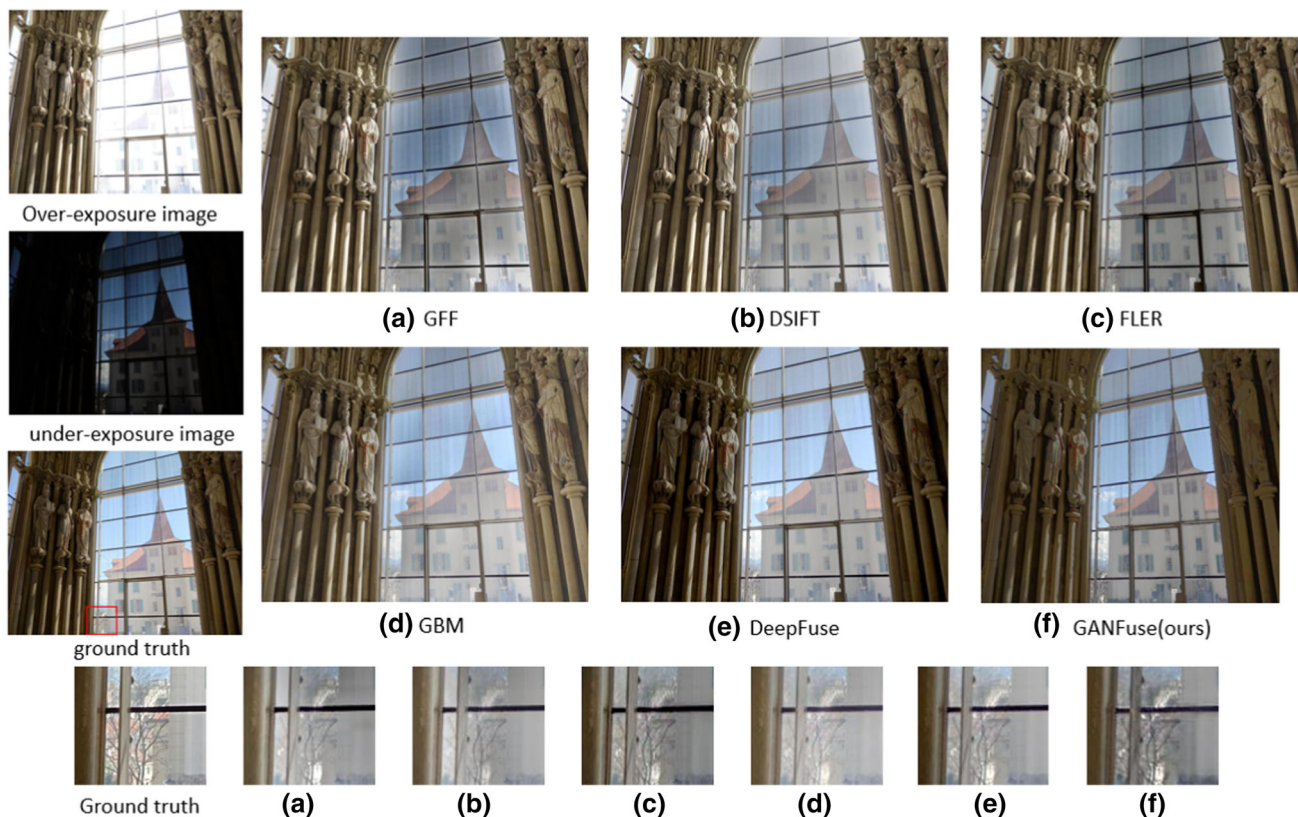 Over-exposure image
under-exposure image
ground truth
(a) GFF
(b) DSIFT
(c) FLER
(d) GBM
(e) DeepFuse
(f) GANFuse(ours)
Ground truth
(a)
(b)
(c)
(d)
(e)
(f)